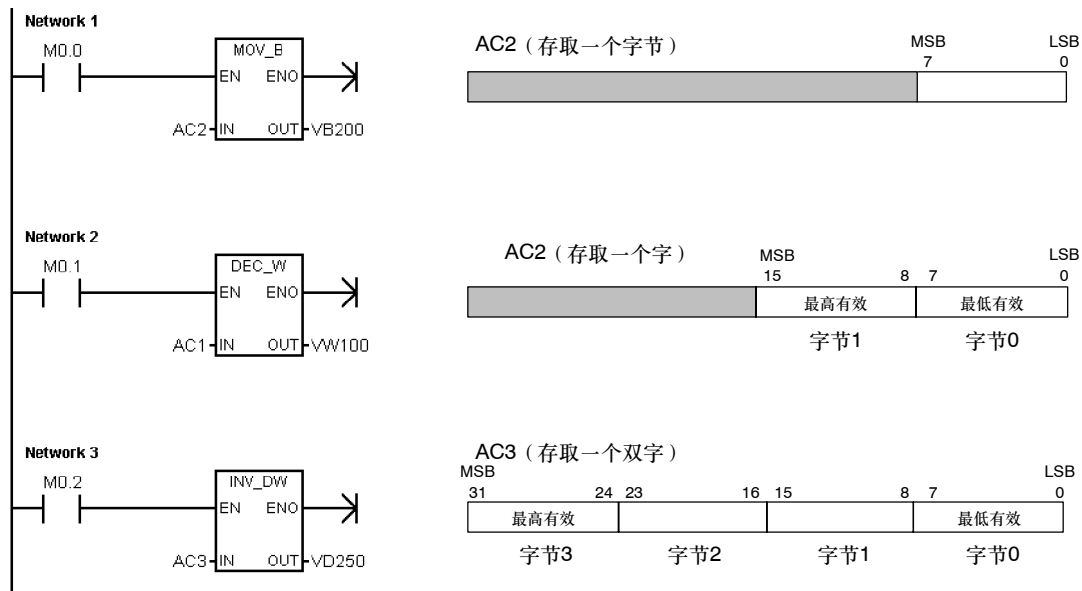 Network 1
M0.0
MOV_B
EN ENO
AC2 IN OUT VB200
AC2（存取一个字节）
MSB LSB
7 0
Network 2
M0.1
DEC_W
EN ENO
AC1 IN OUT VW100
AC2（存取一个字）
MSB LSB
15 8 7 0
最高有效 最低有效
字节1 字节0
Network 3
M0.2
INV_DW
EN ENO
AC3 IN OUT VD250
AC3（存取一个双字）
MSB LSB
31 24 23 16 15 8 7 0
最高有效 最低有效
字节3 字节2 字节1 字节0